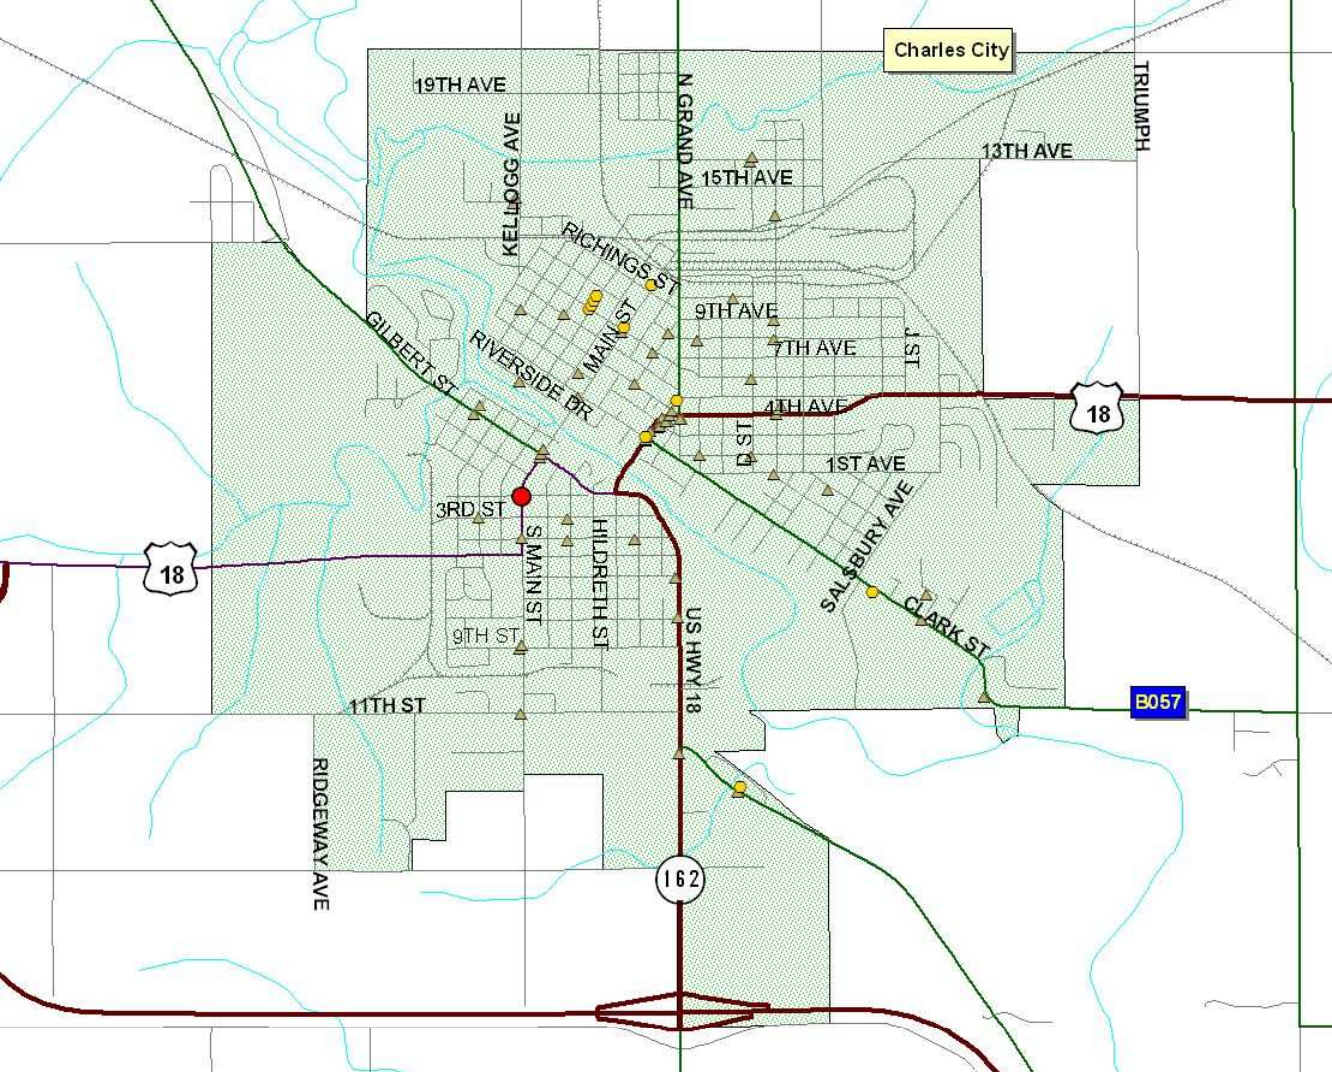 Charles City
19TH AVE
N GRAND AVE
TRIUMPH
KELLOGG AVE
13TH AVE
15TH AVE
RICHINGS ST
9TH AVE
MAIN ST
GILBERT ST
RIVERSIDE DR
7TH AVE
J ST
4TH AVE
18
D ST
1ST AVE
3RD ST
SALSBURY AVE
18
S MAIN ST
HILDRETH ST
CLARK ST
9TH ST
US HWY 18
11TH ST
B057
RIDGEWAY AVE
162